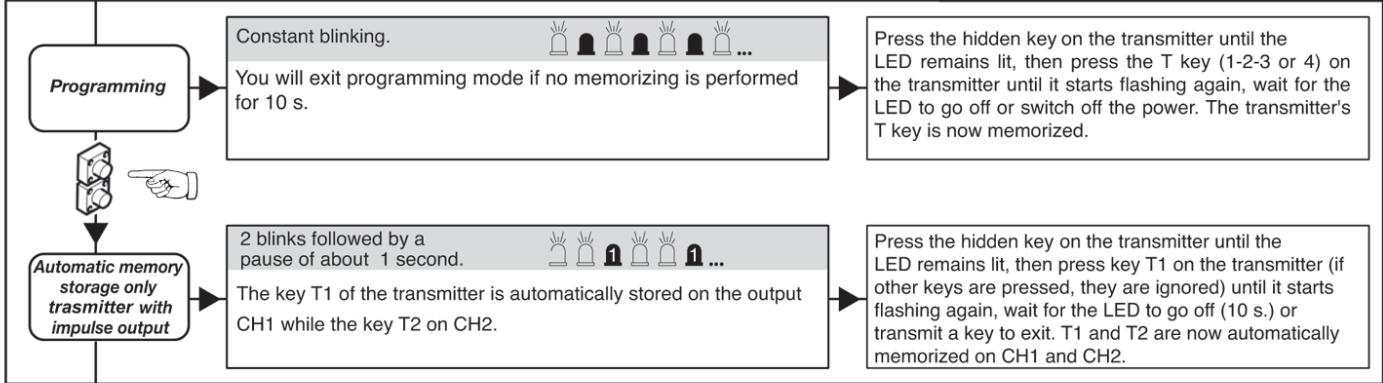 Programming
Constant blinking.
...
You will exit programming mode if no memorizing is performed
for 10 s.
Press the hidden key on the transmitter until the
LED remains lit, then press the T key (1-2-3 or 4) on
the transmitter until it starts flashing again, wait for the
LED to go off or switch off the power. The transmitter's
T key is now memorized.
Automatic memory
storage only
trasmitter with
impulse output
2 blinks followed by a
pause of about 1 second.
1 1 ...
The key T1 of the transmitter is automatically stored on the output
CH1 while the key T2 on CH2.
Press the hidden key on the transmitter until the
LED remains lit, then press key T1 on the transmitter (if
other keys are pressed, they are ignored) until it starts
flashing again, wait for the LED to go off (10 s.) or
transmit a key to exit. T1 and T2 are now automatically
memorized on CH1 and CH2.